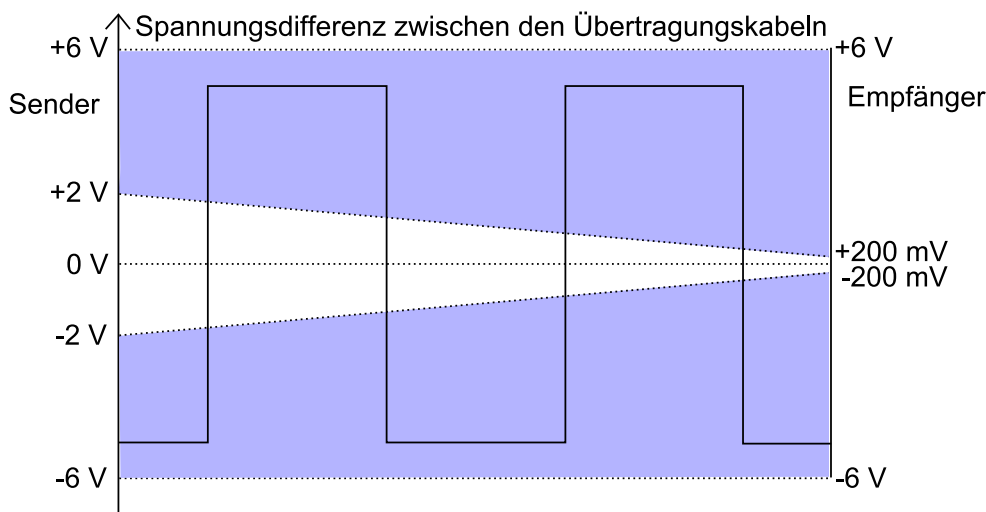 Spannungsdifferenz zwischen den Übertragungskabeln
+6 V
+6 V
Sender
Empfänger
+2 V
+200 mV
0 V
-200 mV
-2 V
-6 V
-6 V